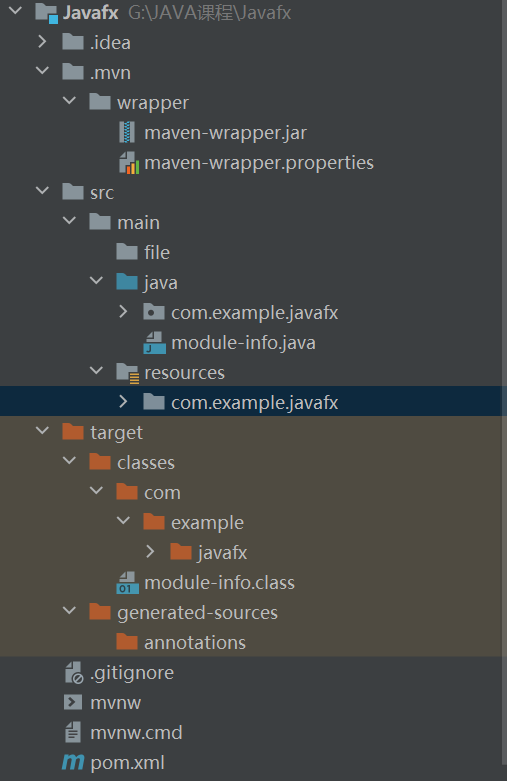 Javafx G:\JAVA课程\Javafx
.idea
.mvn
wrapper
maven-wrapper.jar
maven-wrapper.properties
src
main
file
java
com.example.javafx
module-info.java
resources
com.example.javafx
target
classes
com
example
javafx
module-info.class
generated-sources
annotations
.gitignore
mvnw
mvnw.cmd
pom.xml